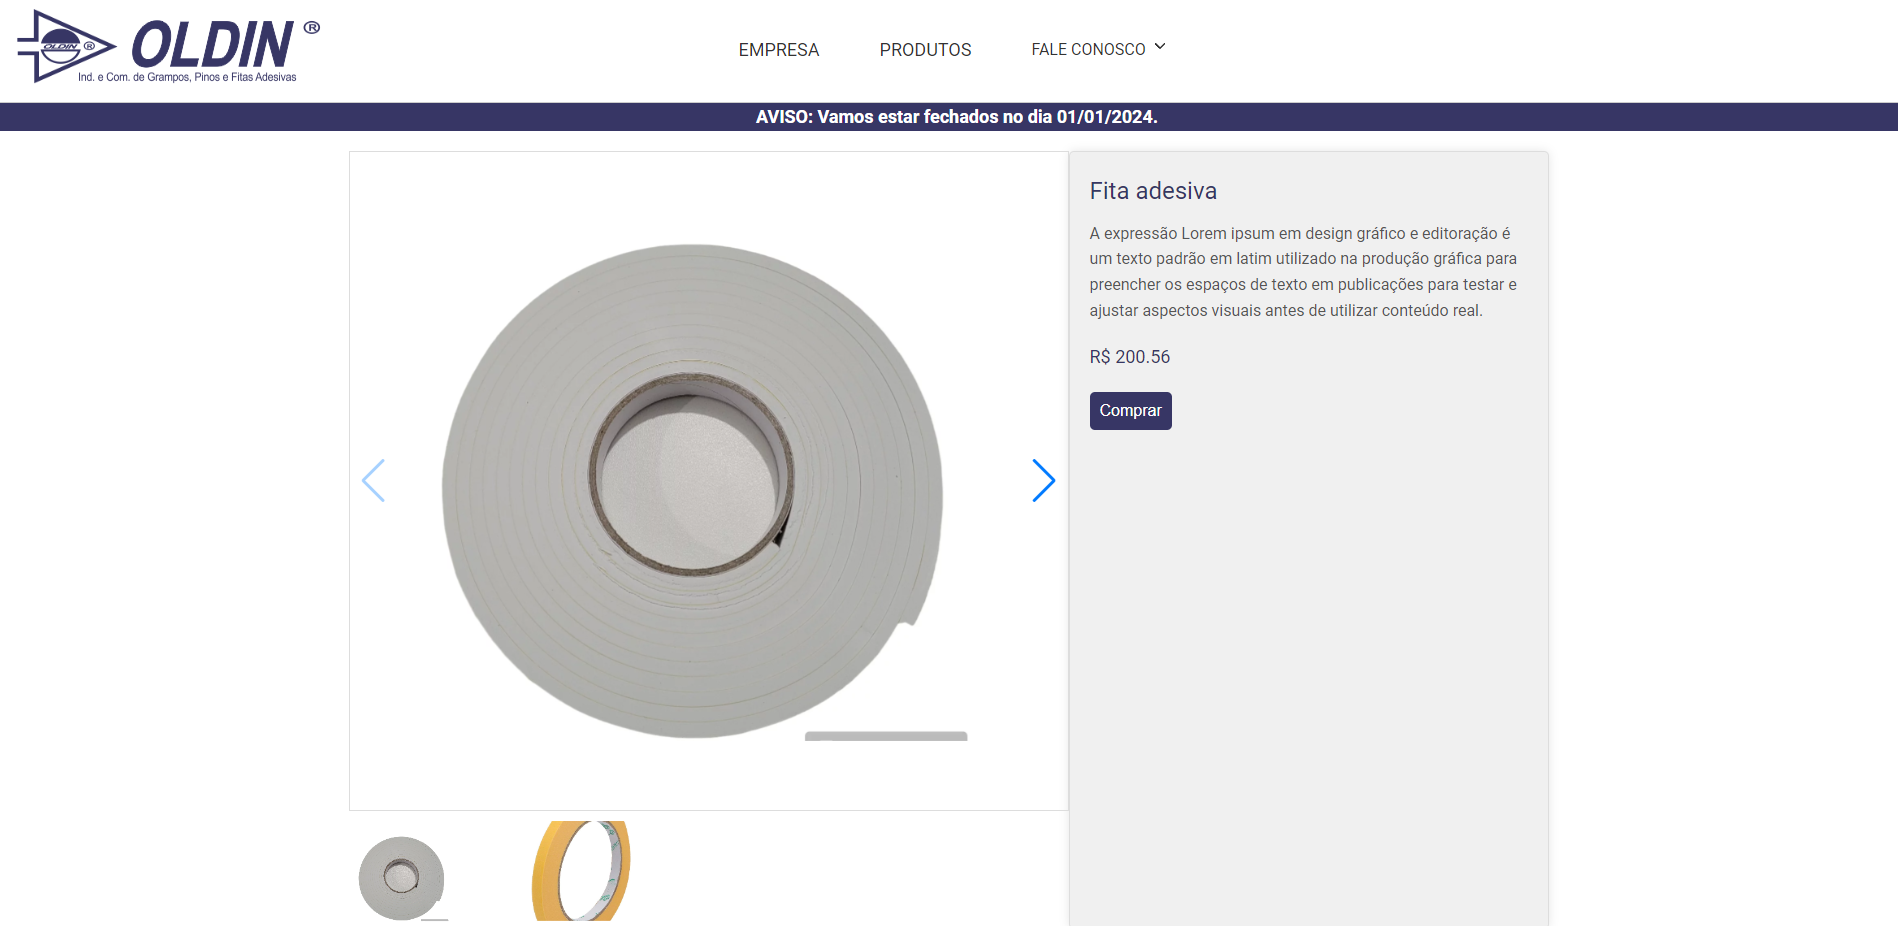 OLDIN ®
OLDIN ®
Ind. e Com. de Grampos, Pinos e Fitas Adesivas
EMPRESA
PRODUTOS
FALE CONOSCO
AVISO: Vamos estar fechados no dia 01/01/2024.
Fita adesiva
A expressão Lorem ipsum em design gráfico e editoração é
um texto padrão em latim utilizado na produção gráfica para
preencher os espaços de texto em publicações para testar e
ajustar aspectos visuais antes de utilizar conteúdo real.
R$ 200.56
Comprar